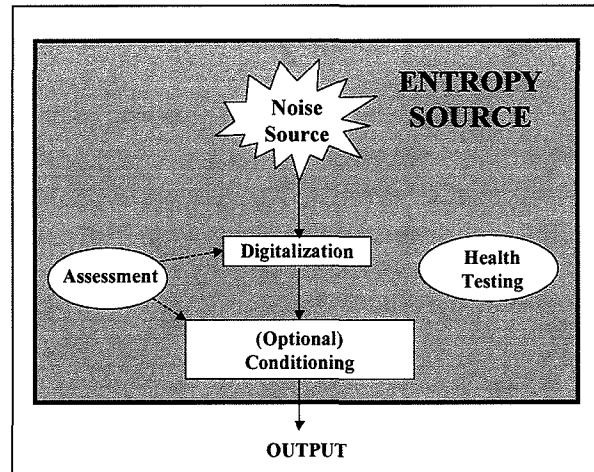 ENTROPY
SOURCE
Noise
Source
Digitalization
Assessment
Health
Testing
(Optional)
Conditioning
OUTPUT